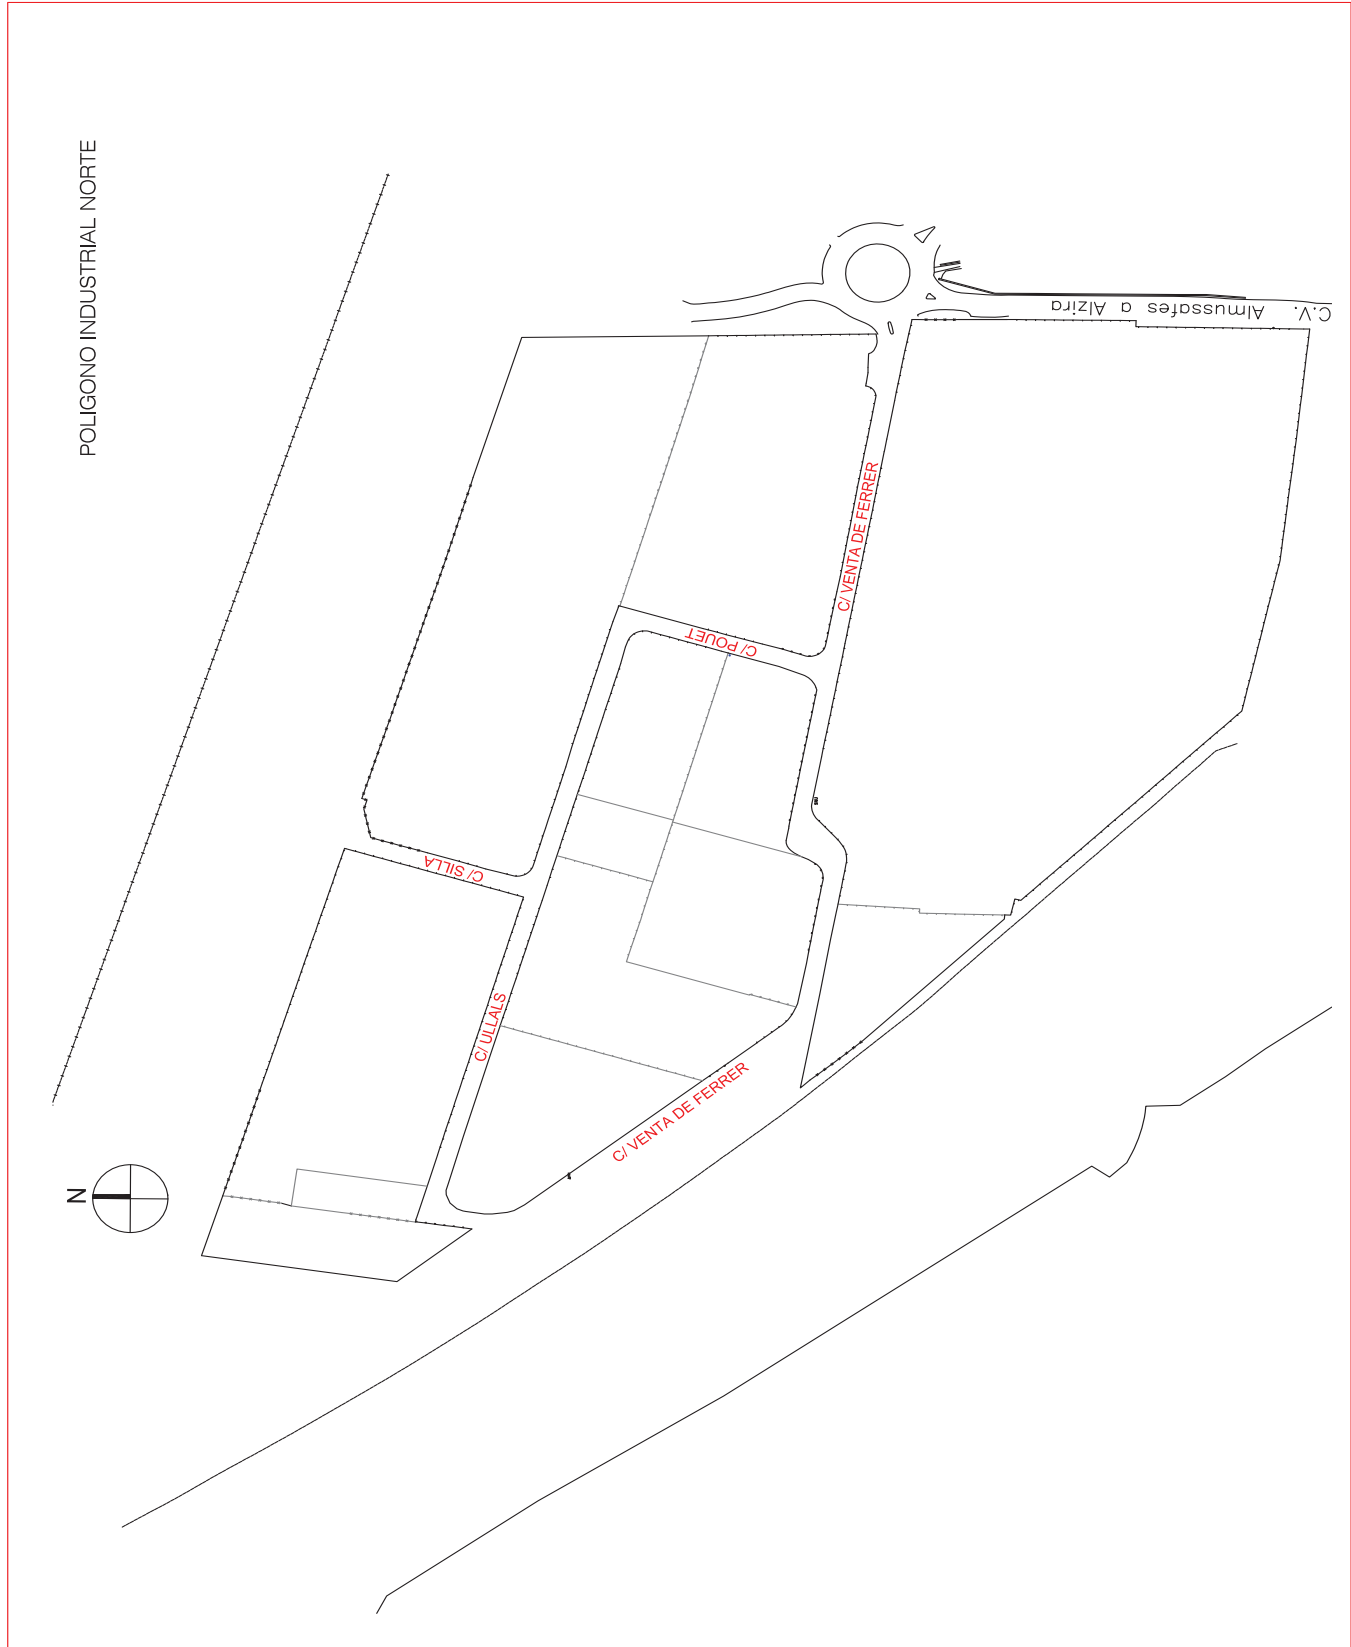 POLIGONO INDUSTRIAL NORTE
C.V. Almussafes a Alzira
C/ VENTA DE FERRER
C/ POUET
C/ SILLA
C/ ULLALS
C/ VENTA DE FERRER
N